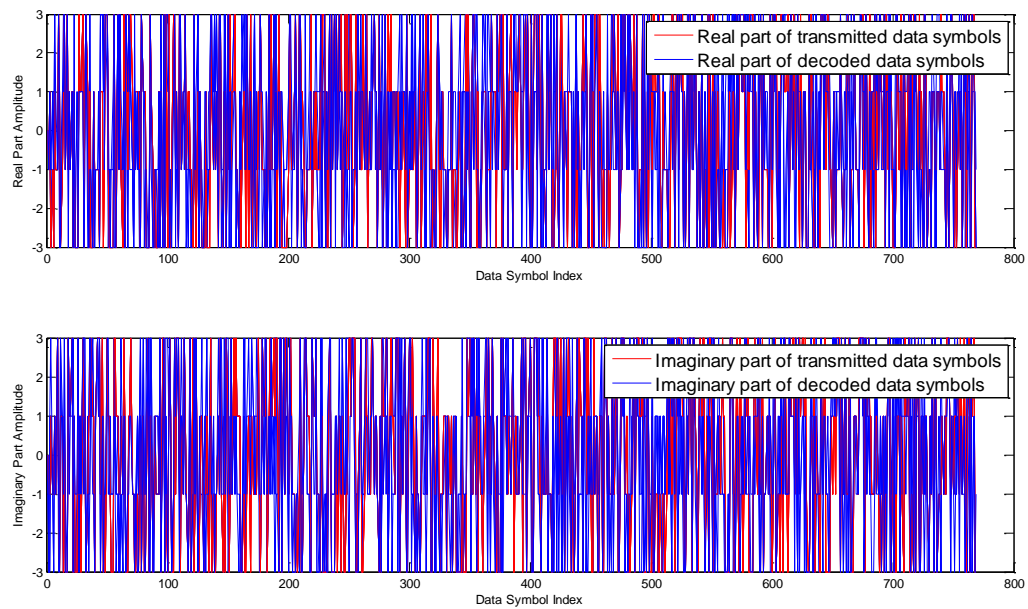 3
2
1
0
-1
-2
-3
Real Part Amplitude
Real part of transmitted data symbols
Real part of decoded data symbols
0 100 200 300 400 500 600 700 800
Data Symbol Index
3
2
1
0
-1
-2
-3
Imaginary Part Amplitude
Imaginary part of transmitted data symbols
Imaginary part of decoded data symbols
0 100 200 300 400 500 600 700 800
Data Symbol Index